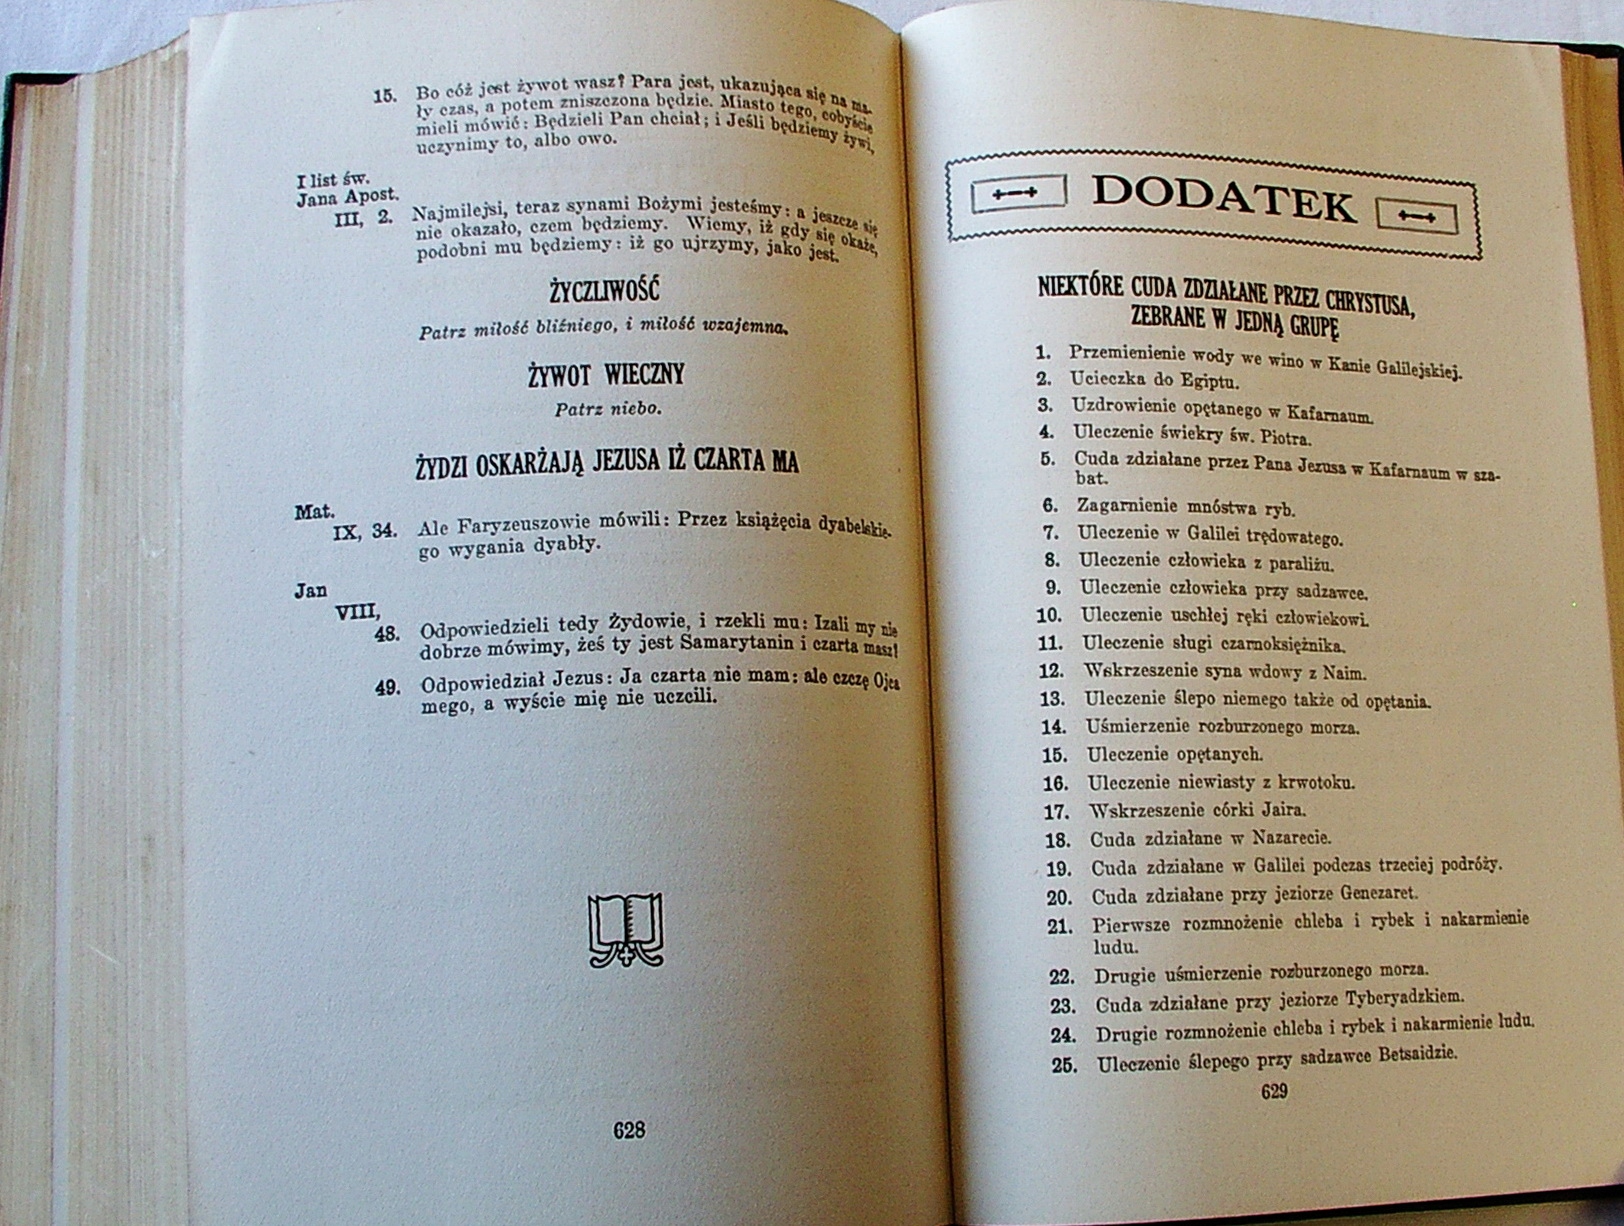 15. Bo cóż jest żywot wasz? Para jest, ukazująca się na ma-
ły czas, a potem zniszczona będzie. Miasto tego, cobyście
mieli mówić: Będzieli Pan chciał; i Jeśli będziemy żywi,
uczynimy to, albo owo.
I list św.
Jana Apost.
III, 2. Najmilejsi, teraz synami Bożymi jesteśmy: a jeszcze się
nie okazało, czem będziemy. Wiemy, iż gdy się okaże,
podobni mu będziemy: iż go ujrzymy, jako jest.
ŻYCZLIWOŚĆ
Patrz miłość bliźniego, i miłość wzajemna.
ŻYWOT WIECZNY
Patrz niebo.
ŻYDZI OSKARŻAJĄ JEZUSA IŻ CZARTA MA
Mat.
IX, 34. Ale Faryzeuszowie mówili: Przez książęcia dyabelskie-
go wygania dyabły.
Jan
VIII,
48. Odpowiedzieli tedy Żydowie, i rzekli mu: Izali my nie
dobrze mówimy, żeś ty jest Samarytanin i czarta masz?
49. Odpowiedział Jezus: Ja czarta nie mam: ale czczę Ojca
mego, a wyście mię nie uczcili.
628
DODATEK
NIEKTÓRE CUDA ZDZIAŁANE PRZEZ CHRYSTUSA,
ZEBRANE W JEDNĄ GRUPĘ
1. Przemienienie wody we wino w Kanie Galilejskiej.
2. Ucieczka do Egiptu.
3. Uzdrowienie opętanego w Kafarnaum.
4. Uleczenie świekry św. Piotra.
5. Cuda zdziałane przez Pana Jezusa w Kafarnaum w sza-
bat.
6. Zagarnienie mnóstwa ryb.
7. Uleczenie w Galilei trędowatego.
8. Uleczenie człowieka z paraliżu.
9. Uleczenie człowieka przy sadzawce.
10. Uleczenie uschłej ręki człowiekowi.
11. Uleczenie sługi czarnoksiężnika.
12. Wskrzeszenie syna wdowy z Naim.
13. Uleczenie ślepo niemego także od opętania.
14. Uśmierzenie rozburzonego morza.
15. Uleczenie opętanych.
16. Uleczenie niewiasty z krwotoku.
17. Wskrzeszenie córki Jaira.
18. Cuda zdziałane w Nazarecie.
19. Cuda zdziałane w Galilei podczas trzeciej podróży.
20. Cuda zdziałane przy jeziorze Genezaret.
21. Pierwsze rozmnożenie chleba i rybek i nakarmienie
ludu.
22. Drugie uśmierzenie rozburzonego morza.
23. Cuda zdziałane przy jeziorze Tyberyadzkiem.
24. Drugie rozmnożenie chleba i rybek i nakarmienie ludu.
25. Uleczenie ślepego przy sadzawce Betsaidzie.
629